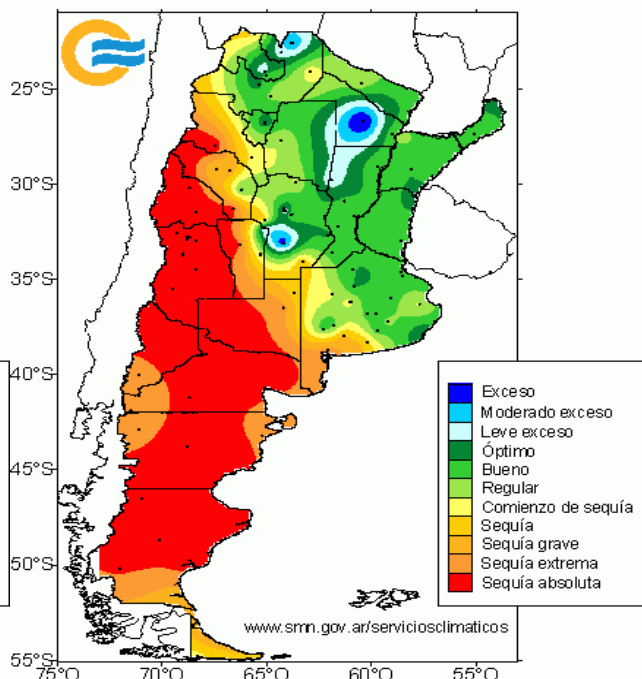 25°S
30°S
35°S
40°S
45°S
50°S
55°S
75°O
70°O
65°O
60°O
55°O
Exceso
Moderado exceso
Leve exceso
Óptimo
Bueno
Regular
Comienzo de sequía
Sequía
Sequía grave
Sequía extrema
Sequía absoluta
www.smn.gov.ar/serviciosclimaticos